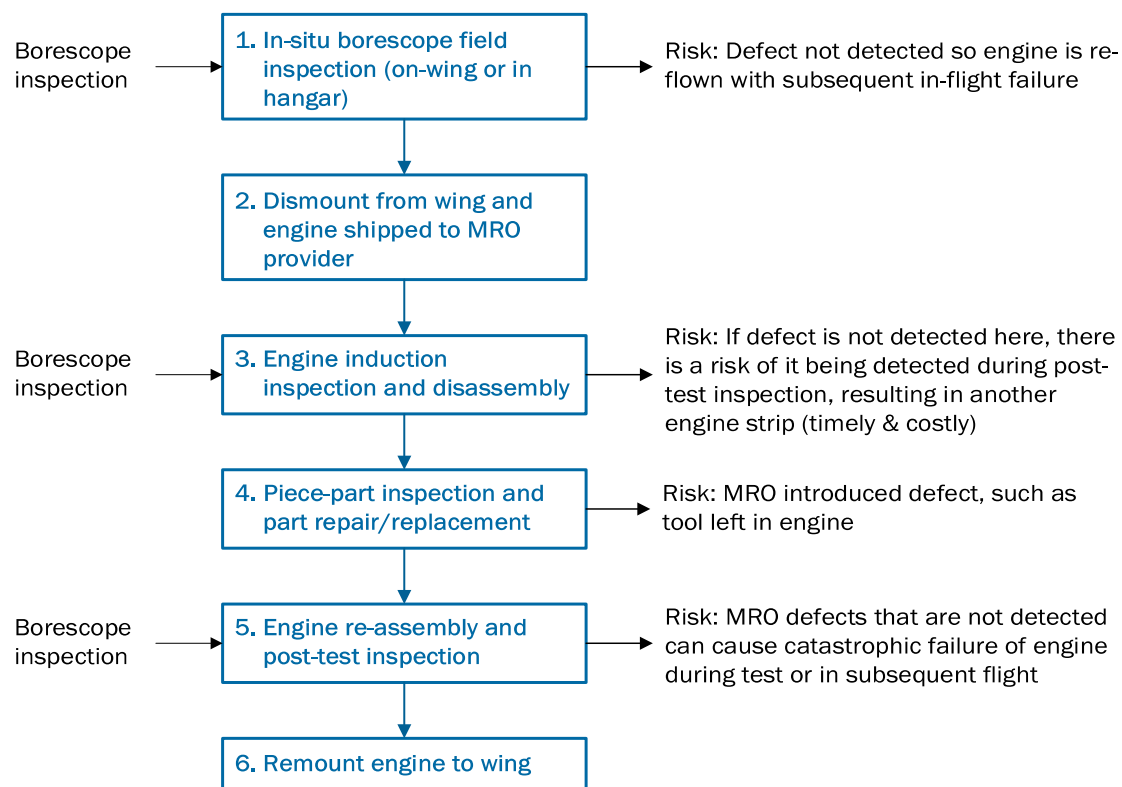 Borescope
inspection
1. In-situ borescope field
inspection (on-wing or in
hangar)
Risk: Defect not detected so engine is re-
flown with subsequent in-flight failure
2. Dismount from wing and
engine shipped to MRO
provider
Borescope
inspection
3. Engine induction
inspection and disassembly
Risk: If defect is not detected here, there
is a risk of it being detected during post-
test inspection, resulting in another
engine strip (timely & costly)
4. Piece-part inspection and
part repair/replacement
Risk: MRO introduced defect, such as
tool left in engine
Borescope
inspection
5. Engine re-assembly and
post-test inspection
Risk: MRO defects that are not detected
can cause catastrophic failure of engine
during test or in subsequent flight
6. Remount engine to wing